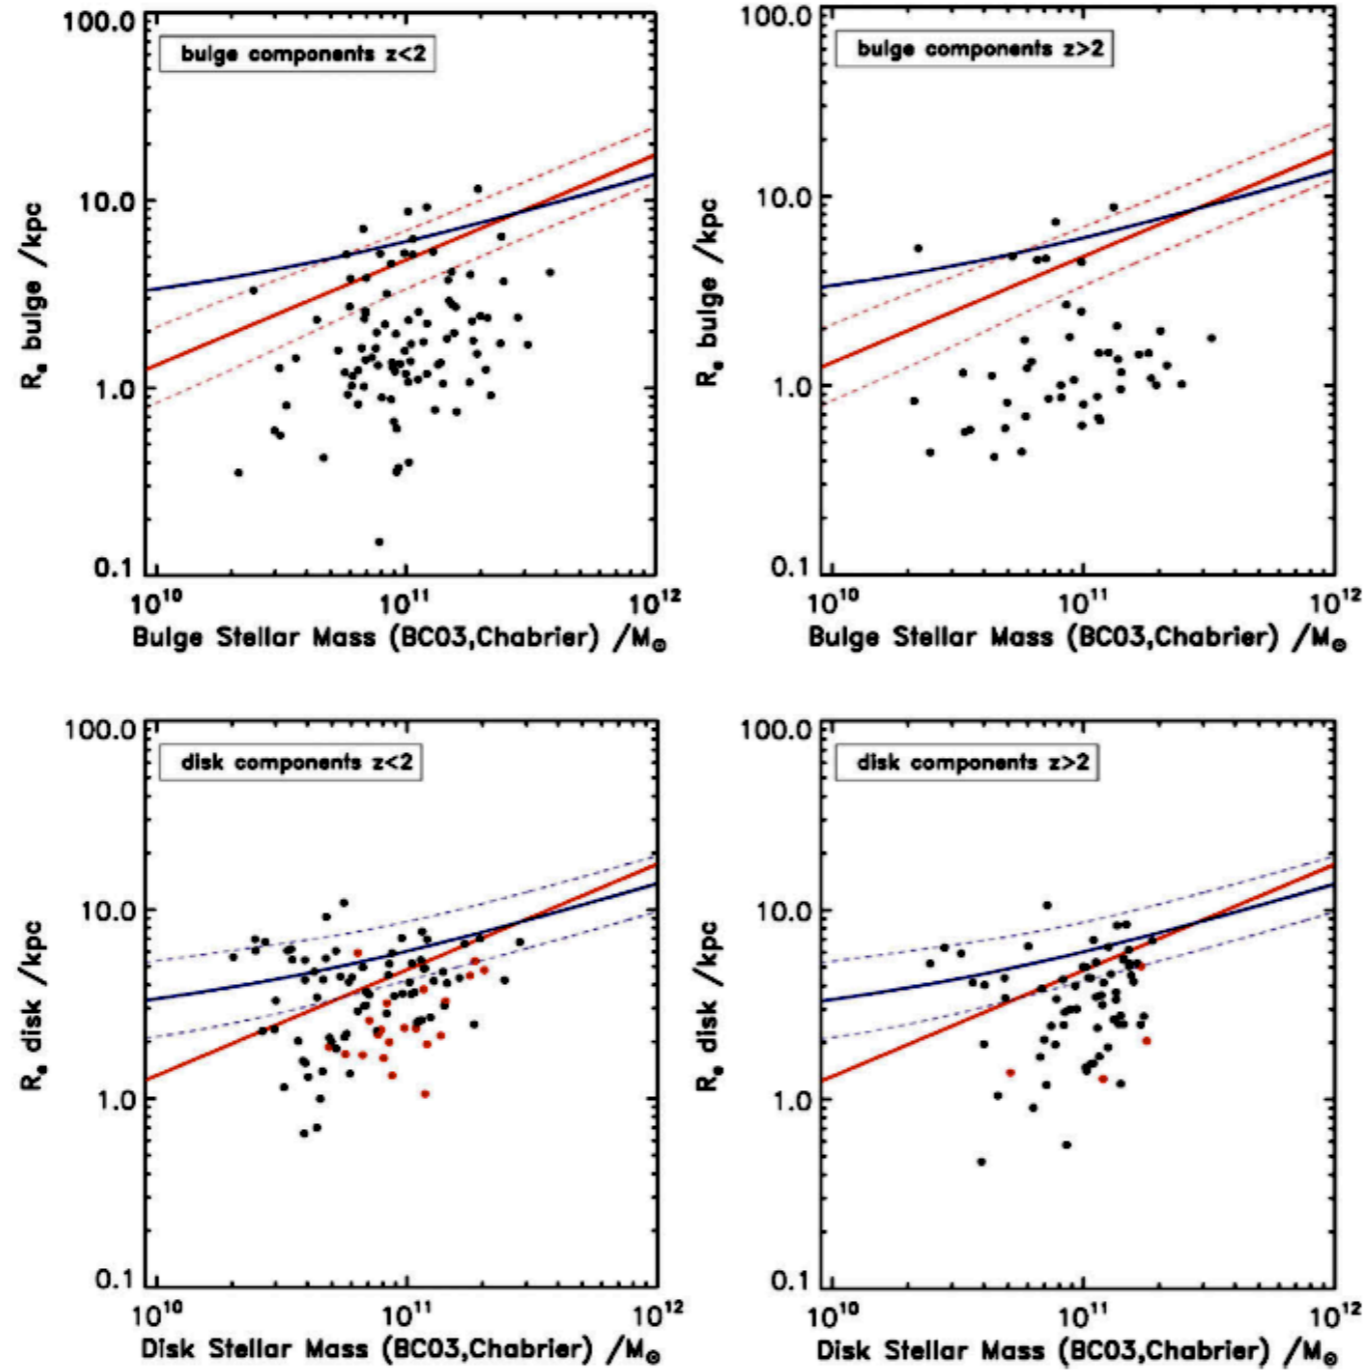 100.0
bulge components z<2
10.0
1.0
0.1
R_e bulge /kpc
10^10 10^11 10^12
Bulge Stellar Mass (BC03,Chabrier) /M_⊙
100.0
bulge components z>2
10.0
1.0
0.1
R_e bulge /kpc
10^10 10^11 10^12
Bulge Stellar Mass (BC03,Chabrier) /M_⊙
100.0
disk components z<2
10.0
1.0
0.1
R_e disk /kpc
10^10 10^11 10^12
Disk Stellar Mass (BC03,Chabrier) /M_⊙
100.0
disk components z>2
10.0
1.0
0.1
R_e disk /kpc
10^10 10^11 10^12
Disk Stellar Mass (BC03,Chabrier) /M_⊙